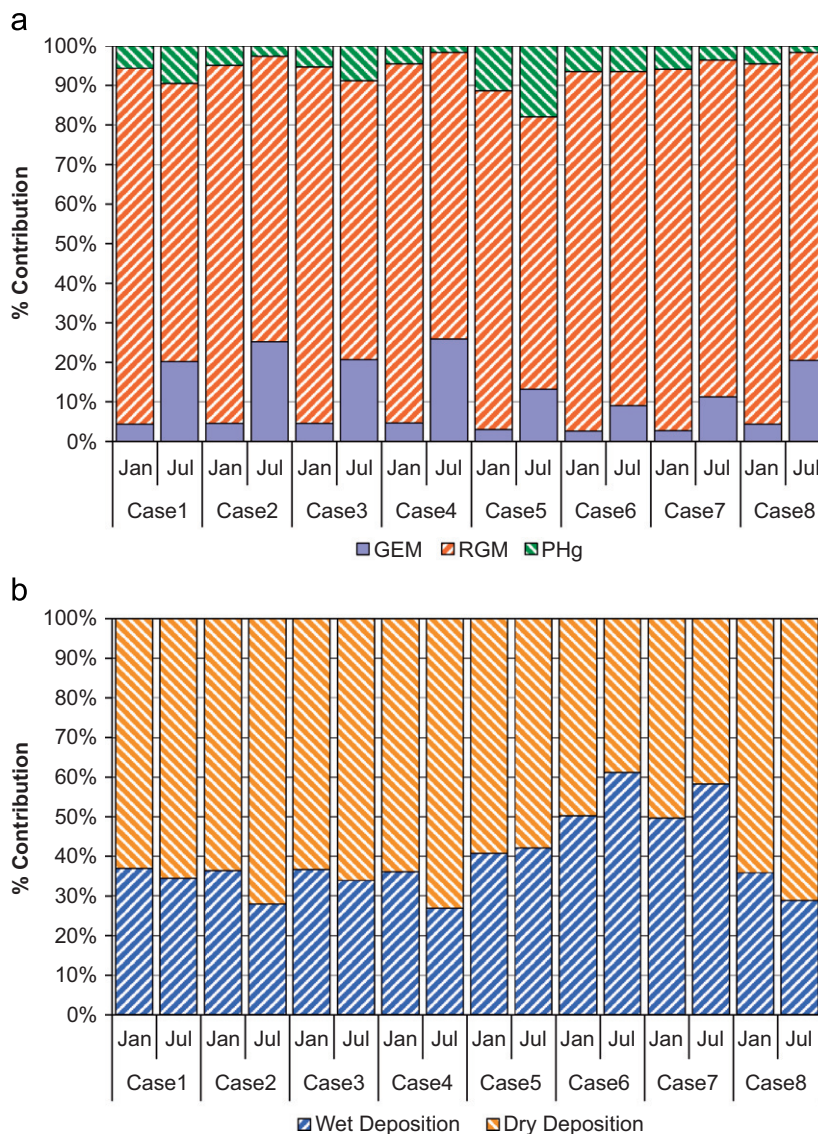 a
100%
90%
80%
70%
60%
50%
40%
30%
20%
10%
0%
% Contribution
Jan Jul Jan Jul Jan Jul Jan Jul Jan Jul Jan Jul Jan Jul Jan Jul
Case1 Case2 Case3 Case4 Case5 Case6 Case7 Case8
GEM RGM PHg
b
100%
90%
80%
70%
60%
50%
40%
30%
20%
10%
0%
% Contribution
Jan Jul Jan Jul Jan Jul Jan Jul Jan Jul Jan Jul Jan Jul Jan Jul
Case1 Case2 Case3 Case4 Case5 Case6 Case7 Case8
Wet Deposition Dry Deposition